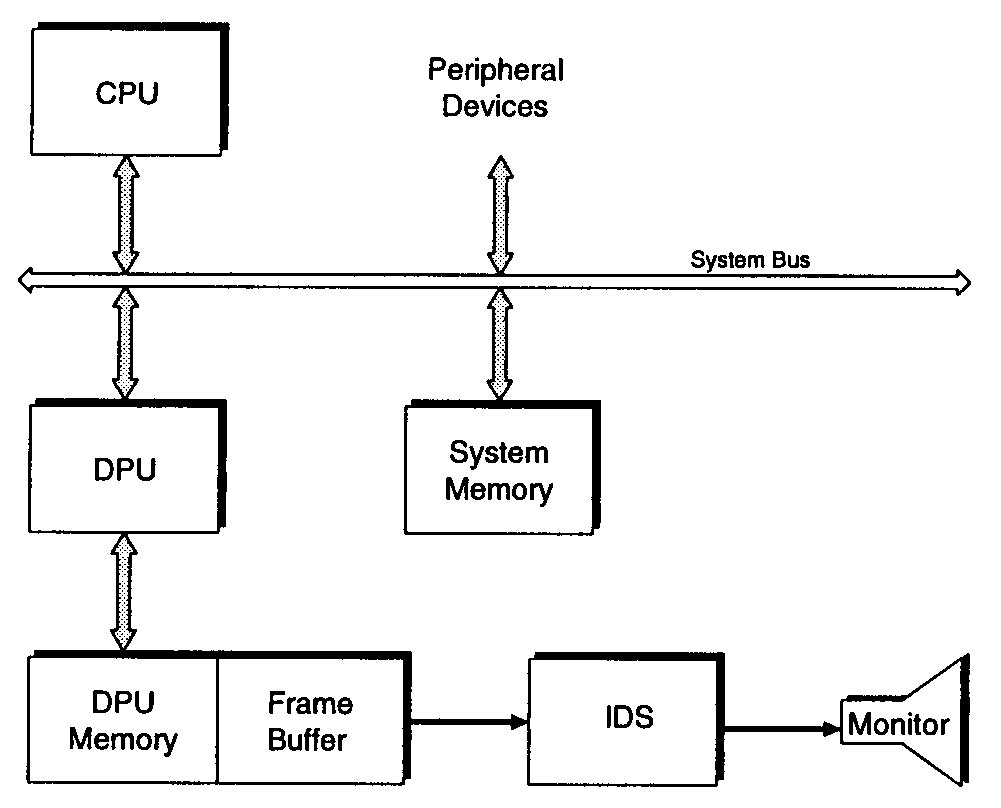 CPU
Peripheral
Devices
System Bus
DPU
System
Memory
DPU
Memory
Frame
Buffer
IDS
Monitor